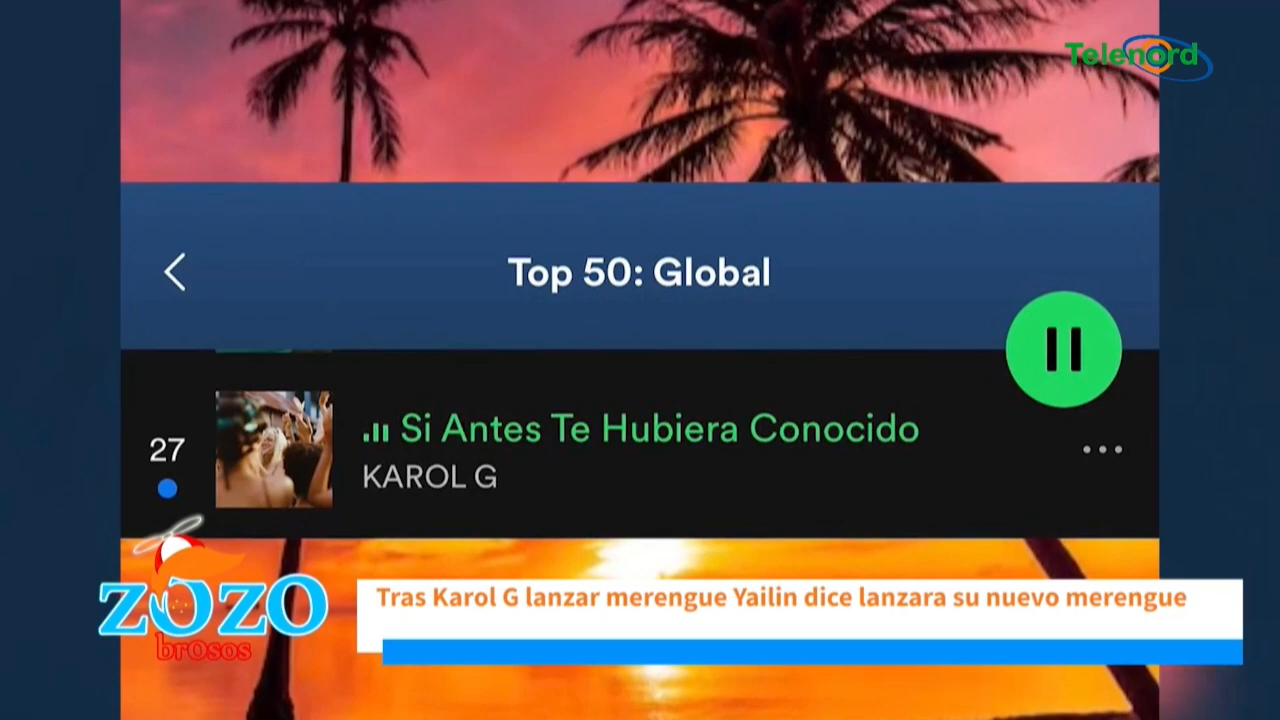 Telenord
Top 50: Global
27
Si Antes Te Hubiera Conocido
KAROL G
zozo
brosos
Tras Karol G lanzar merengue Yailin dice lanzara su nuevo merengue